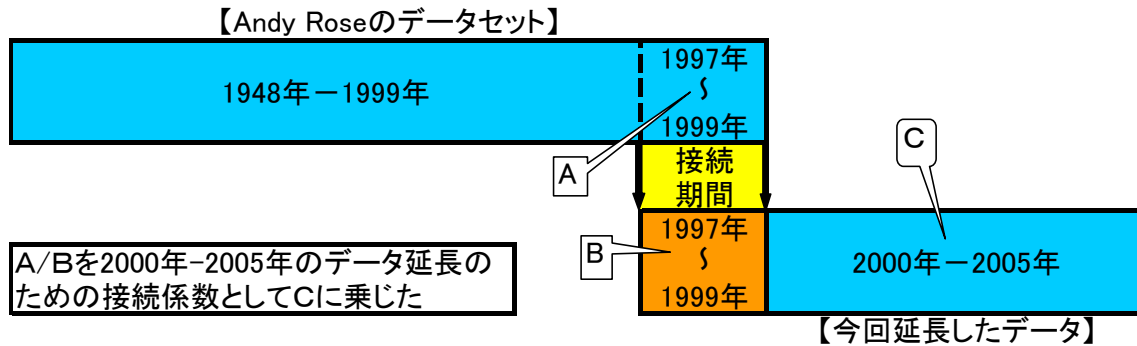 【Andy Roseのデータセット】
1948年－1999年
1997年
～
1999年
A
接続
期間
C
B
1997年
～
1999年
2000年－2005年
A/Bを2000年-2005年のデータ延長の
ための接続係数としてCに乗じた
【今回延長したデータ】